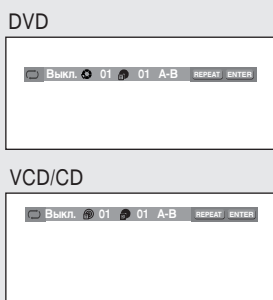 DVD
Выкл. 01 01 A-B REPEAT ENTER
VCD/CD
Выкл. 01 01 A-B REPEAT ENTER